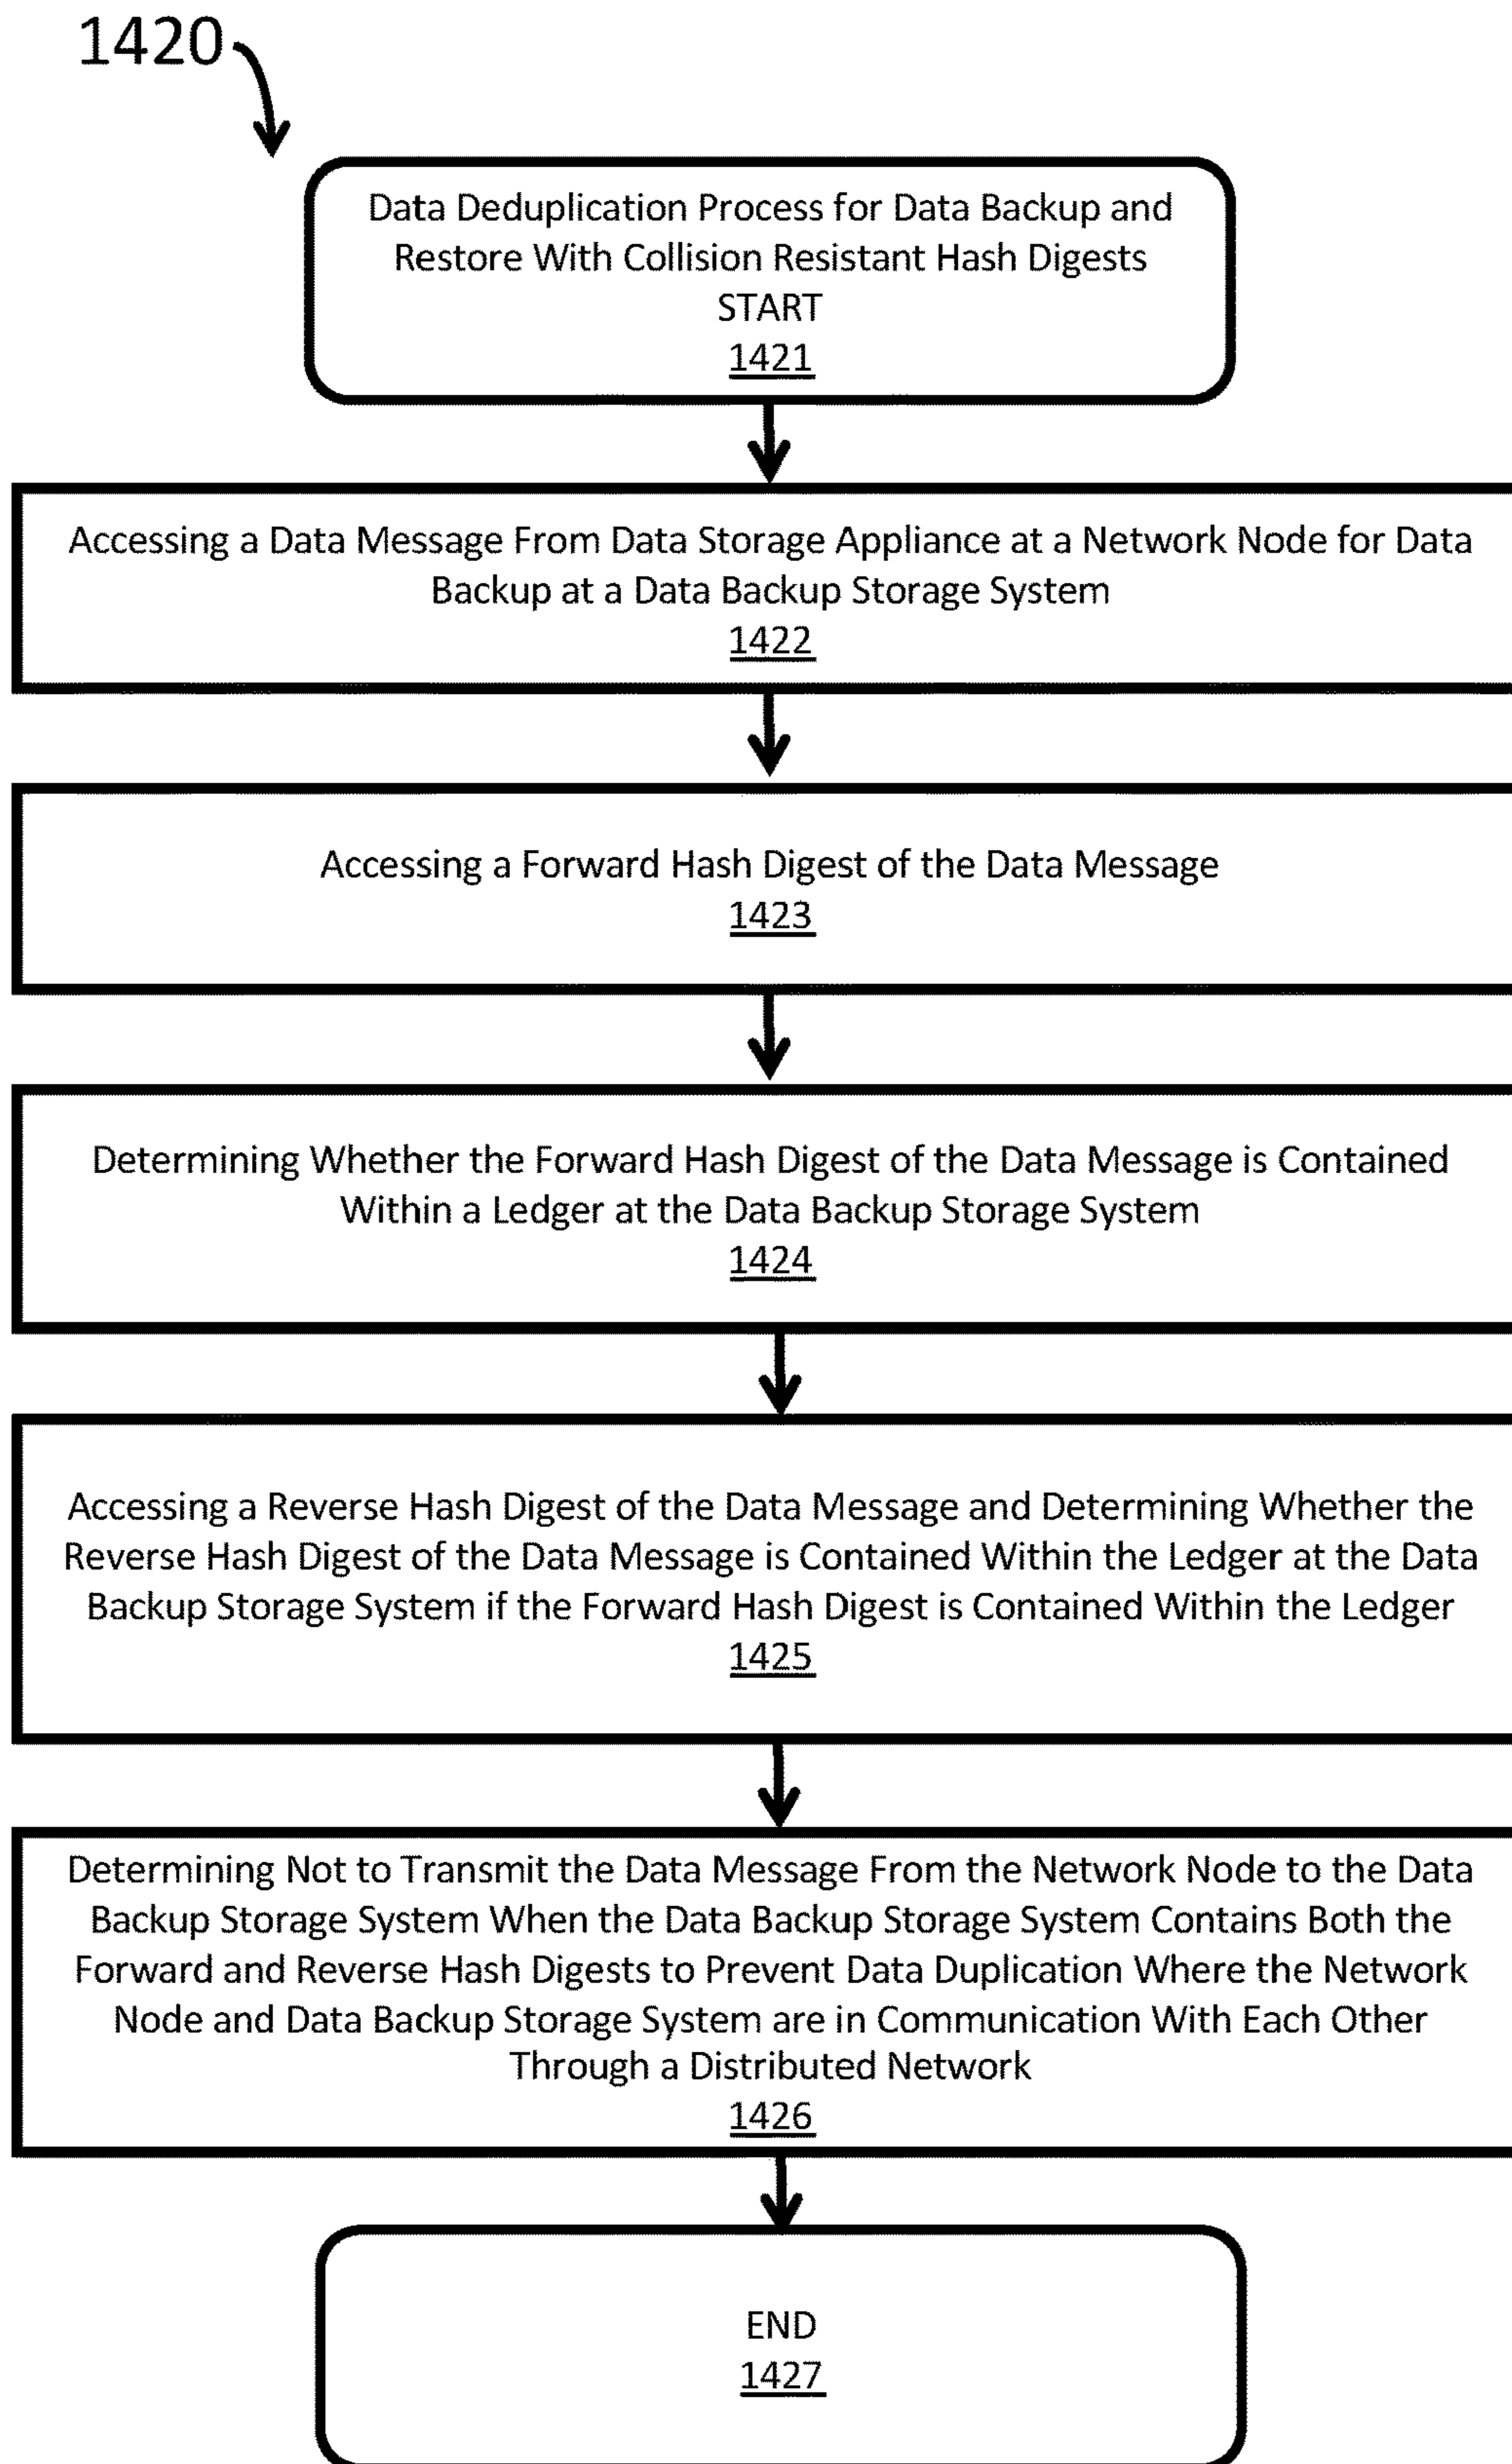 1420
Data Deduplication Process for Data Backup and
Restore With Collision Resistant Hash Digests
START
1421
Accessing a Data Message From Data Storage Appliance at a Network Node for Data
Backup at a Data Backup Storage System
1422
Accessing a Forward Hash Digest of the Data Message
1423
Determining Whether the Forward Hash Digest of the Data Message is Contained
Within a Ledger at the Data Backup Storage System
1424
Accessing a Reverse Hash Digest of the Data Message and Determining Whether the
Reverse Hash Digest of the Data Message is Contained Within the Ledger at the Data
Backup Storage System if the Forward Hash Digest is Contained Within the Ledger
1425
Determining Not to Transmit the Data Message From the Network Node to the Data
Backup Storage System When the Data Backup Storage System Contains Both the
Forward and Reverse Hash Digests to Prevent Data Duplication Where the Network
Node and Data Backup Storage System are in Communication With Each Other
Through a Distributed Network
1426
END
1427